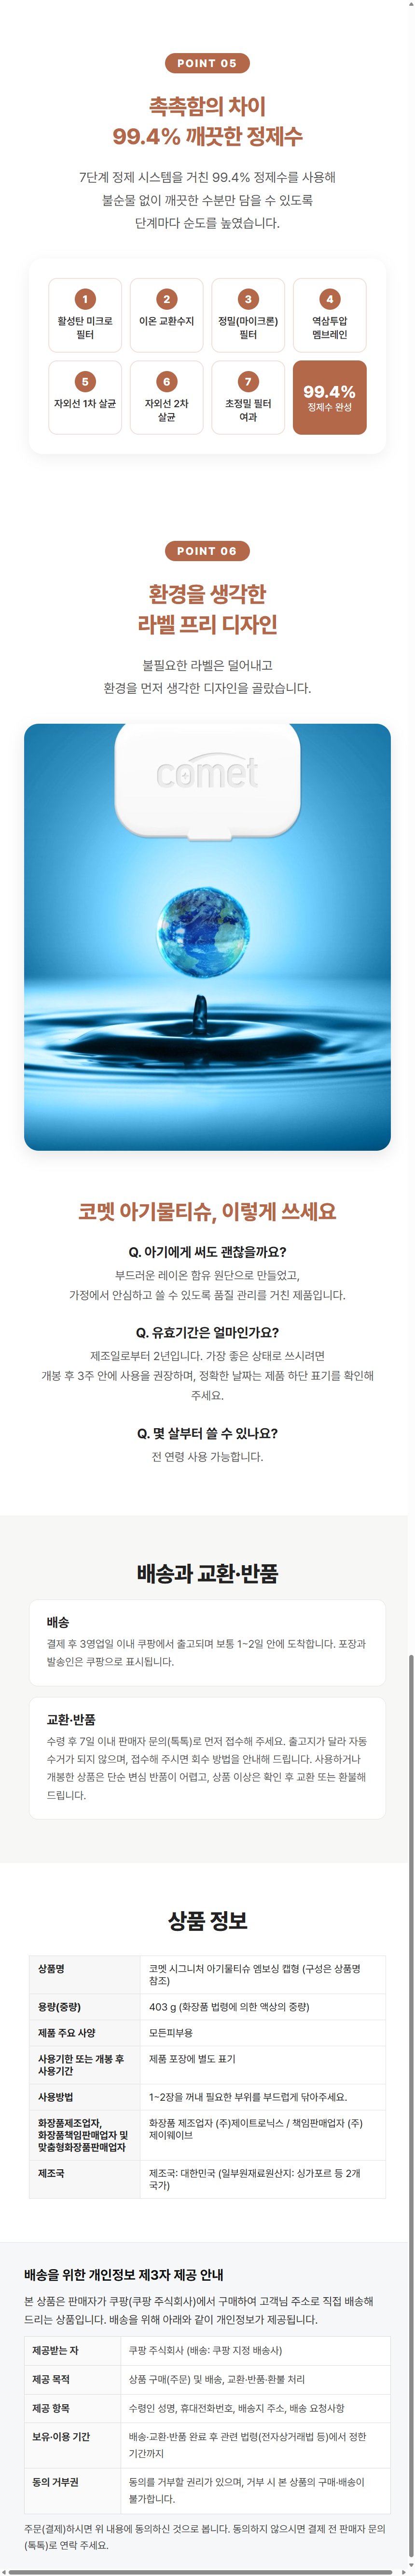 POINT 05
촉촉함의 차이
99.4% 깨끗한 정제수
7단계 정제 시스템을 거친 99.4% 정제수를 사용해
불순물 없이 깨끗한 수분만 담을 수 있도록
단계마다 순도를 높였습니다.
1
활성탄 미크로
필터
2
이온 교환수지
3
정밀(마이크론)
필터
4
역삼투압
멤브레인
5
자외선 1차 살균
6
자외선 2차
살균
7
초정밀 필터
여과
99.4%
정제수 완성
POINT 06
환경을 생각한
라벨 프리 디자인
불필요한 라벨은 덜어내고
환경을 먼저 생각한 디자인을 골랐습니다.
comet
코멧 아기물티슈, 이렇게 쓰세요
Q. 아기에게 써도 괜찮을까요?
부드러운 레이온 함유 원단으로 만들었고,
가정에서 안심하고 쓸 수 있도록 품질 관리를 거친 제품입니다.
Q. 유효기간은 얼마인가요?
제조일로부터 2년입니다. 가장 좋은 상태로 쓰시려면
개봉 후 3주 안에 사용을 권장하며, 정확한 날짜는 제품 하단 표기를 확인해
주세요.
Q. 몇 살부터 쓸 수 있나요?
전 연령 사용 가능합니다.
배송과 교환·반품
배송
결제 후 3영업일 이내 쿠팡에서 출고되며 보통 1~2일 안에 도착합니다. 포장과
발송인은 쿠팡으로 표시됩니다.
교환·반품
수령 후 7일 이내 판매자 문의(톡톡)로 먼저 접수해 주세요. 출고지가 달라 자동
수거가 되지 않으며, 접수해 주시면 회수 방법을 안내해 드립니다. 사용하거나
개봉한 상품은 단순 변심 반품이 어렵고, 상품 이상은 확인 후 교환 또는 환불해
드립니다.
상품 정보
상품명
코멧 시그니처 아기물티슈 엠보싱 캡형 (구성은 상품명
참조)
용량(중량)
403 g (화장품 법령에 의한 액상의 중량)
제품 주요 사양
모든피부용
사용기한 또는 개봉 후
사용기간
제품 포장에 별도 표기
사용방법
1~2장을 꺼내 필요한 부위를 부드럽게 닦아주세요.
화장품제조업자,
화장품책임판매업자 및
맞춤형화장품판매업자
화장품 제조업자 (주)제이트로닉스 / 책임판매업자 (주)
제이웨이브
제조국
제조국: 대한민국 (일부원재료원산지: 싱가포르 등 2개
국가)
배송을 위한 개인정보 제3자 제공 안내
본 상품은 판매자가 쿠팡(쿠팡 주식회사)에서 구매하여 고객님 주소로 직접 배송해
드리는 상품입니다. 배송을 위해 아래와 같이 개인정보가 제공됩니다.
제공받는 자
쿠팡 주식회사 (배송: 쿠팡 지정 배송사)
제공 목적
상품 구매(주문) 및 배송, 교환·반품·환불 처리
제공 항목
수령인 성명, 휴대전화번호, 배송지 주소, 배송 요청사항
보유·이용 기간
배송·교환·반품 완료 후 관련 법령(전자상거래법 등)에서 정한
기간까지
동의 거부권
동의를 거부할 권리가 있으며, 거부 시 본 상품의 구매·배송이
불가합니다.
주문(결제)하시면 위 내용에 동의하신 것으로 봅니다. 동의하지 않으시면 결제 전 판매자 문의
(톡톡)로 연락 주세요.